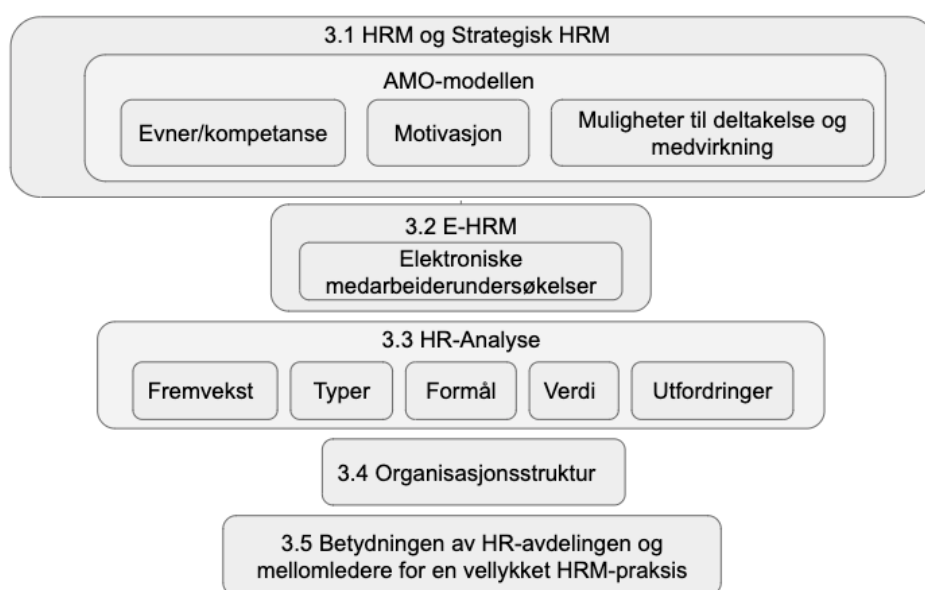 3.1 HRM og Strategisk HRM
AMO-modellen
Evner/kompetanse
Motivasjon
Muligheter til deltakelse og
medvirkning
3.2 E-HRM
Elektroniske
medarbeiderundersøkelser
3.3 HR-Analyse
Fremvekst
Typer
Formål
Verdi
Utfordringer
3.4 Organisasjonsstruktur
3.5 Betydningen av HR-avdelingen og
mellomledere for en vellykket HRM-praksis